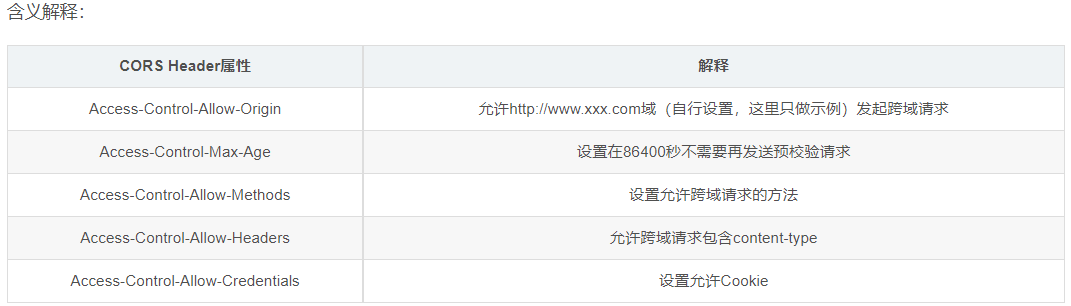 含义解释：
CORS Header属性 解释
Access-Control-Allow-Origin 允许http://www.xxx.com域（自行设置，这里只做示例）发起跨域请求
Access-Control-Max-Age 设置在86400秒不需要再发送预校验请求
Access-Control-Allow-Methods 设置允许跨域请求的方法
Access-Control-Allow-Headers 允许跨域请求包含content-type
Access-Control-Allow-Credentials 设置允许Cookie